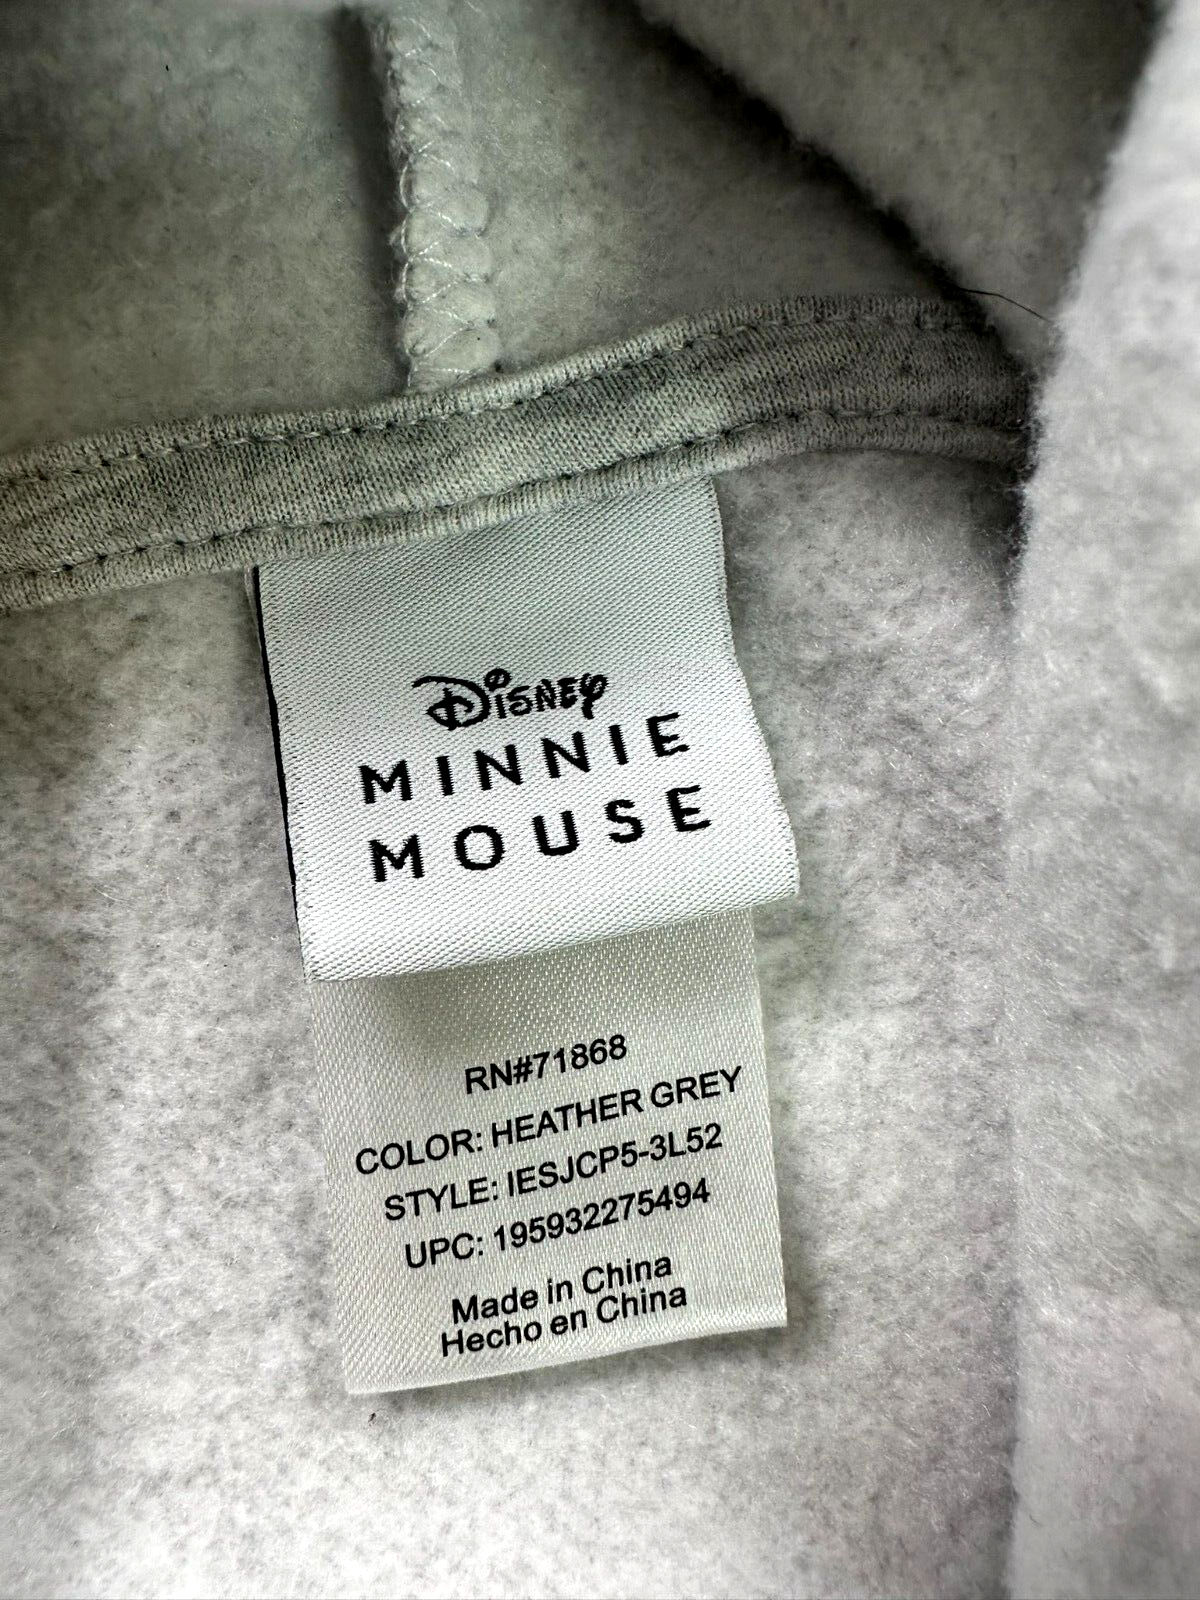 Disney
MINNIE
MOUSE
RN#71868
COLOR: HEATHER GREY
STYLE: IESJCP5-3L52
UPC: 195932275494
Made in China
Hecho en China